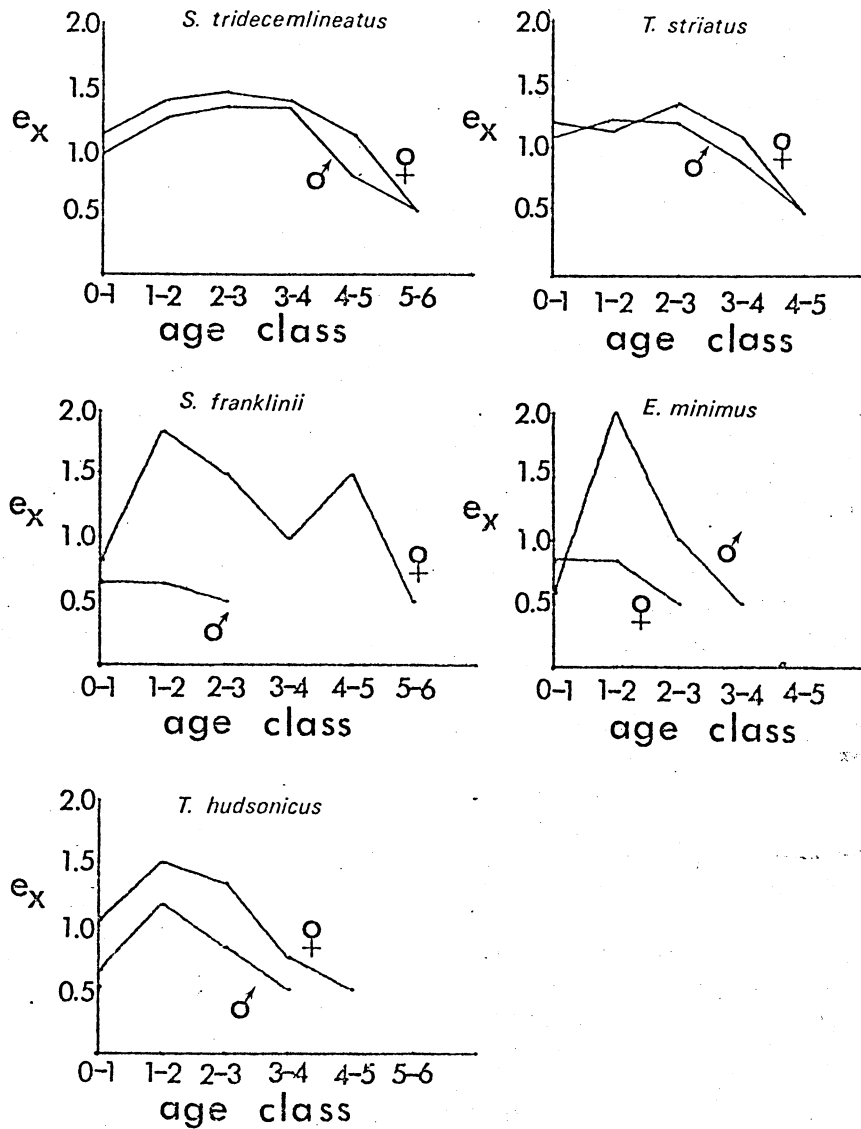 S. tridecemlineatus
2.0
1.5
1.0
0.5
ex
♂
♀
0-1 1-2 2-3 3-4 4-5 5-6
age class
T. striatus
2.0
1.5
1.0
0.5
ex
♂
♀
0-1 1-2 2-3 3-4 4-5
age class
S. franklinii
2.0
1.5
1.0
0.5
ex
♂
♀
0-1 1-2 2-3 3-4 4-5 5-6
age class
E. minimus
2.0
1.5
1.0
0.5
ex
♂
♀
0-1 1-2 2-3 3-4 4-5
age class
T. hudsonicus
2.0
1.5
1.0
0.5
ex
♀
♂
0-1 1-2 2-3 3-4 4-5 5-6
age class